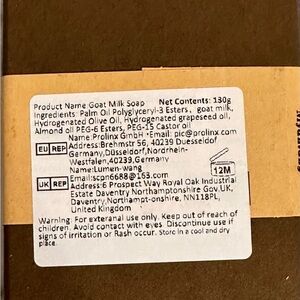 Product Name:Goat Milk Soap Net Contents: 130g
Ingredients: Palm Oil Polyglyceryl-3 Esters, goat milk,
Hydrogenated Olive Oil, Hydrogenated grapeseed oil,
Almond oil PEG-6 Esters, PEG-15 Castor oil
Name:Prolinx GmbH Email: pic@prolinx.com
EU REP Address:Brehmstr 56, 40239 Duesseldorf
Germany,Düsseldorf,Nordrhein-
Westfalen,40239,Germany
Name:Lumen-wang
Email:scpn6688@163.com
12M
UK REP Address:6 Prospect Way Royal Oak Industrial
Estate Daventry Northamptonshire Gov.UK,
Daventry,Northampt-onshire, NN118PL,
United Kingdom
Warning: For exteranal use only. Keep out of reach of
children. Avoid contact with eyes. Discontinue use if
signs of irritation or Rash occur. Store in a cool and dry
place.